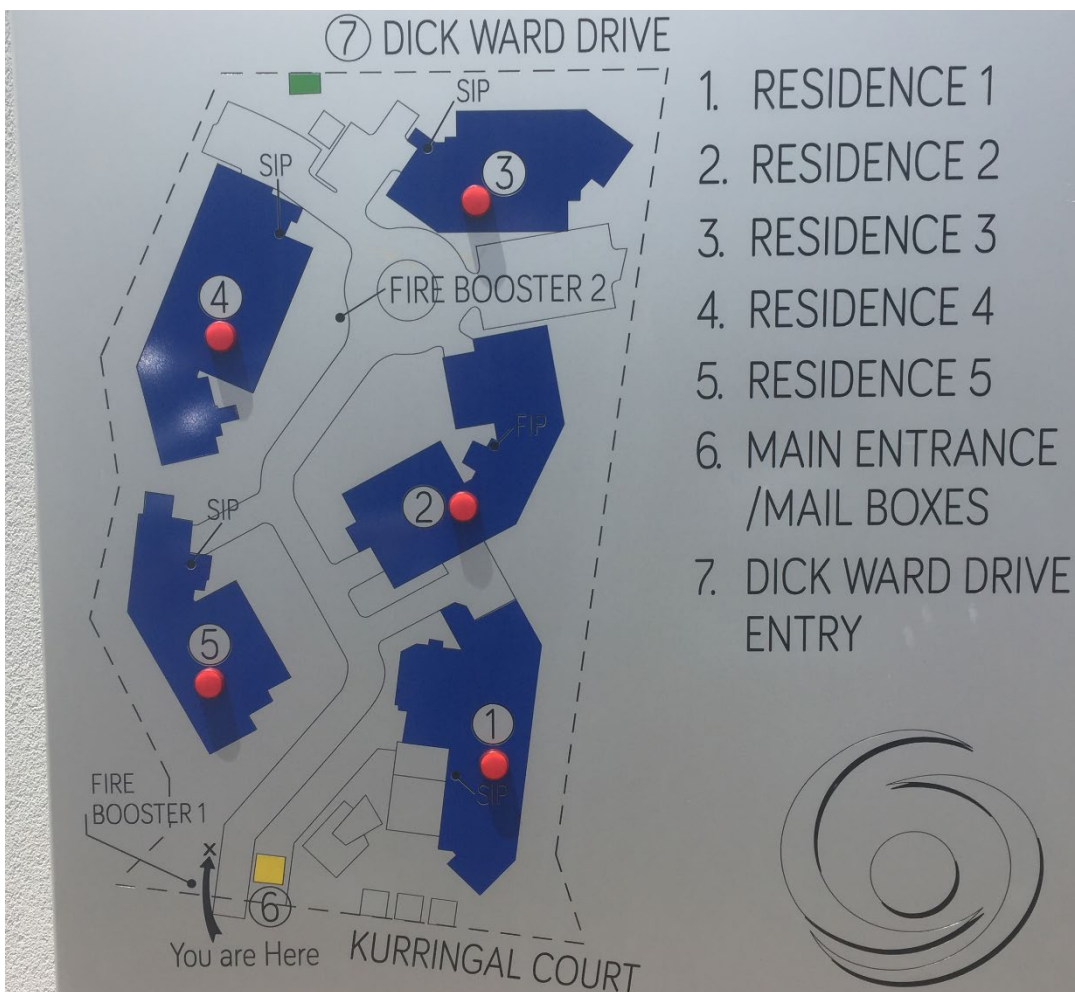 7 DICK WARD DRIVE
SIP
3
SIP
4
FIRE BOOSTER 2
FIP
2
SIP
5
1
SIP
FIRE
BOOSTER 1
x
6
You are Here
KURRINGAL COURT
1. RESIDENCE 1
2. RESIDENCE 2
3. RESIDENCE 3
4. RESIDENCE 4
5. RESIDENCE 5
6. MAIN ENTRANCE
/MAIL BOXES
7. DICK WARD DRIVE
ENTRY